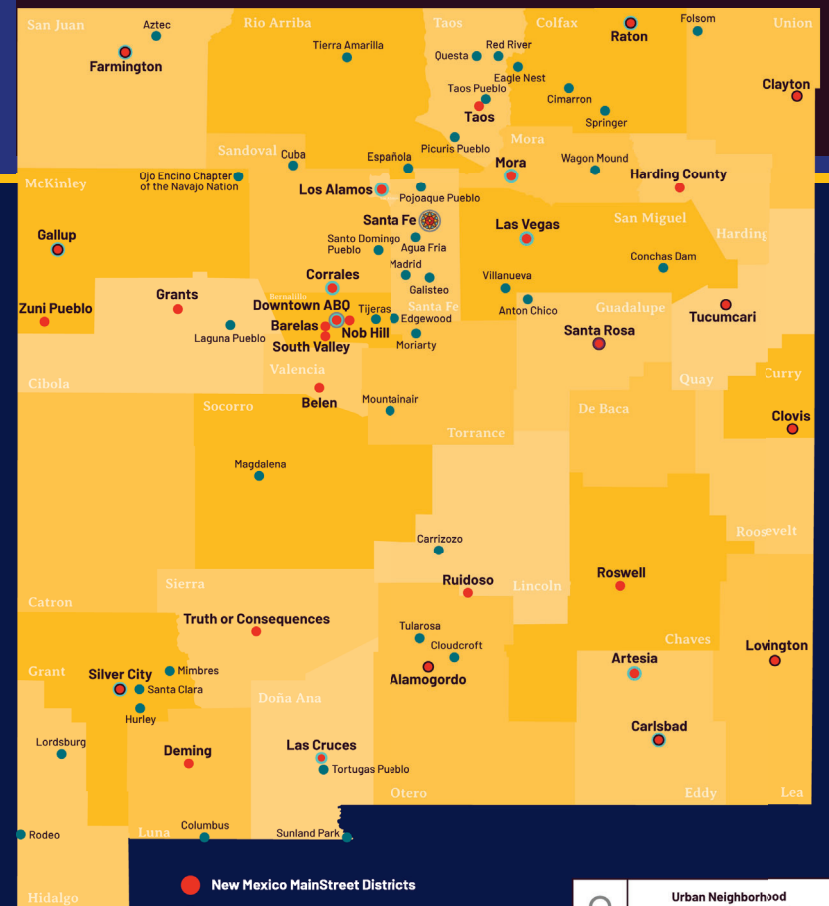 San Juan
Aztec
Farmington
Rio Arriba
Tierra Amarilla
Taos
Questa
Red River
Eagle Nest
Taos Pueblo
Taos
Picuris Pueblo
Colfax
Raton
Cimarron
Springer
Folsom
Union
Clayton
Sandoval
Cuba
Española
Los Alamos
Pojoaque Pueblo
Mora
Mora
Wagon Mound
Harding County
McKinley
Ojo Encino Chapter
of the Navajo Nation
Gallup
Santa Fe
Agua Fria
Santo Domingo
Pueblo
Madrid
Galisteo
Las Vegas
San Miguel
Harding
Conchas Dam
Villanueva
Anton Chico
Corrales
Bernalillo
Downtown ABQ
Tijeras
Edgewood
Santa Fe
Barelas
Nob Hill
South Valley
Moriarty
Guadalupe
Santa Rosa
Tucumcari
Zuni Pueblo
Grants
Laguna Pueblo
Cibola
Valencia
Belen
Mountainair
Quay
Curry
Clovis
De Baca
Socorro
Torrance
Magdalena
Roosevelt
Carrizozo
Ruidoso
Lincoln
Roswell
Sierra
Catron
Truth or Consequences
Tularosa
Cloudcroft
Alamogordo
Chaves
Artesia
Lovington
Grant
Silver City
Mimbres
Santa Clara
Hurley
Doña Ana
Carlsbad
Lordsburg
Deming
Las Cruces
Tortugas Pueblo
Otero
Eddy
Lea
Rodeo
Luna
Columbus
Sunland Park
Hidalgo
New Mexico MainStreet Districts
Urban Neighborhood